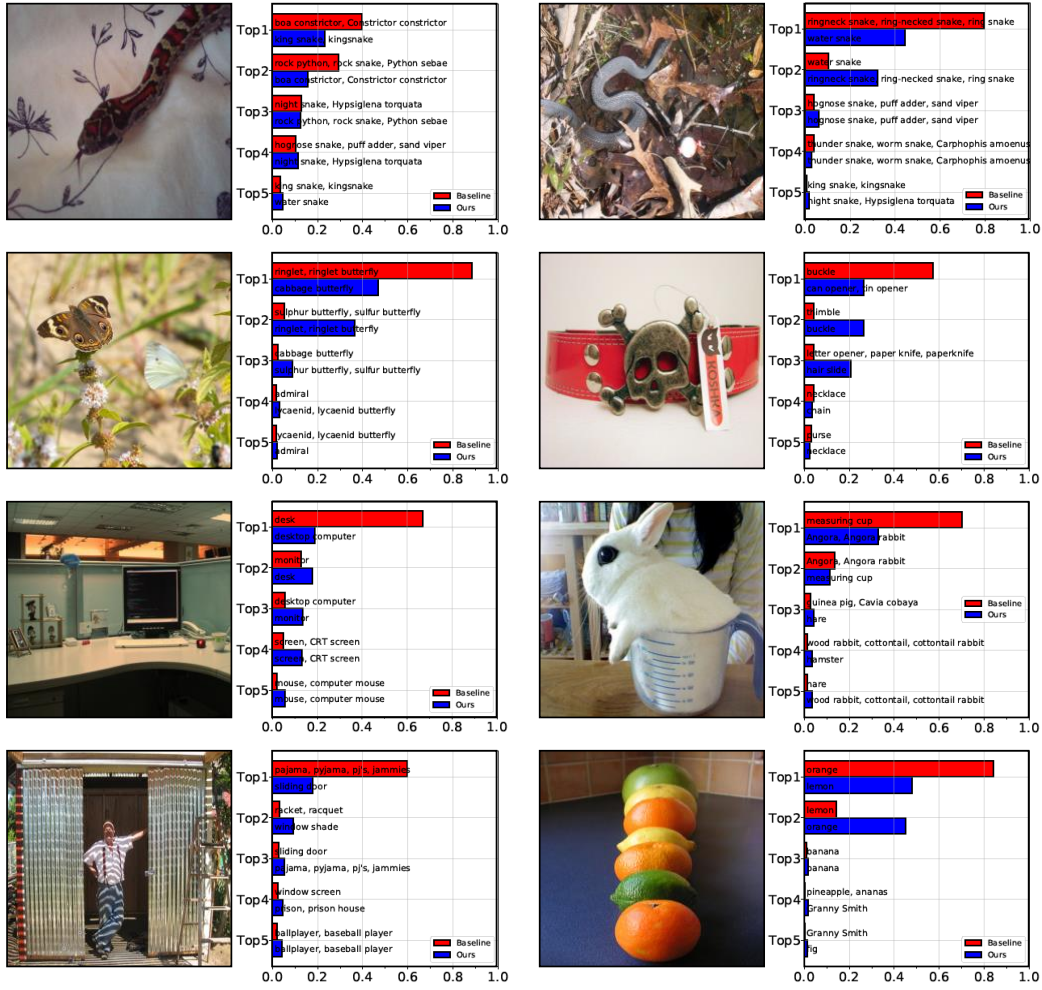 Top1
boa constrictor, Constrictor constrictor
king snake, kingsnake
Top2
rock python, rock snake, Python sebae
boa constrictor, Constrictor constrictor
Top3
night snake, Hypsiglena torquata
rock python, rock snake, Python sebae
Top4
hognose snake, puff adder, sand viper
night snake, Hypsiglena torquata
Top5
king snake, kingsnake
water snake
Baseline
Ours
0.0 0.2 0.4 0.6 0.8 1.0
Top1
ringneck snake, ring-necked snake, ring snake
water snake
Top2
water snake
ringneck snake, ring-necked snake, ring snake
Top3
hognose snake, puff adder, sand viper
hognose snake, puff adder, sand viper
Top4
thunder snake, worm snake, Carphophis amoenus
thunder snake, worm snake, Carphophis amoenus
Top5
king snake, kingsnake
night snake, Hypsiglena torquata
Baseline
Ours
0.0 0.2 0.4 0.6 0.8 1.0
Top1
ringlet, ringlet butterfly
cabbage butterfly
Top2
sulphur butterfly, sulfur butterfly
ringlet, ringlet butterfly
Top3
cabbage butterfly
sulphur butterfly, sulfur butterfly
Top4
admiral
lycaenid, lycaenid butterfly
Top5
lycaenid, lycaenid butterfly
admiral
Baseline
Ours
0.0 0.2 0.4 0.6 0.8 1.0
KOSHKA
Top1
buckle
can opener, tin opener
Top2
thimble
buckle
Top3
letter opener, paper knife, paperknife
hair slide
Top4
necklace
chain
Top5
purse
necklace
Baseline
Ours
0.0 0.2 0.4 0.6 0.8 1.0
Top1
desk
desktop computer
Top2
monitor
desk
Top3
desktop computer
monitor
Top4
screen, CRT screen
screen, CRT screen
Top5
mouse, computer mouse
mouse, computer mouse
Baseline
Ours
0.0 0.2 0.4 0.6 0.8 1.0
Top1
measuring cup
Angora, Angora rabbit
Top2
Angora, Angora rabbit
measuring cup
Top3
guinea pig, Cavia cobaya
hare
Top4
wood rabbit, cottontail, cottontail rabbit
hamster
Top5
hare
wood rabbit, cottontail, cottontail rabbit
Baseline
Ours
0.0 0.2 0.4 0.6 0.8 1.0
Top1
pajama, pyjama, pj's, jammies
sliding door
Top2
racket, racquet
window shade
Top3
sliding door
pajama, pyjama, pj's, jammies
Top4
window screen
prison, prison house
Top5
ballplayer, baseball player
ballplayer, baseball player
Baseline
Ours
0.0 0.2 0.4 0.6 0.8 1.0
Top1
orange
lemon
Top2
lemon
orange
Top3
banana
banana
Top4
pineapple, ananas
Granny Smith
Top5
Granny Smith
fig
Baseline
Ours
0.0 0.2 0.4 0.6 0.8 1.0